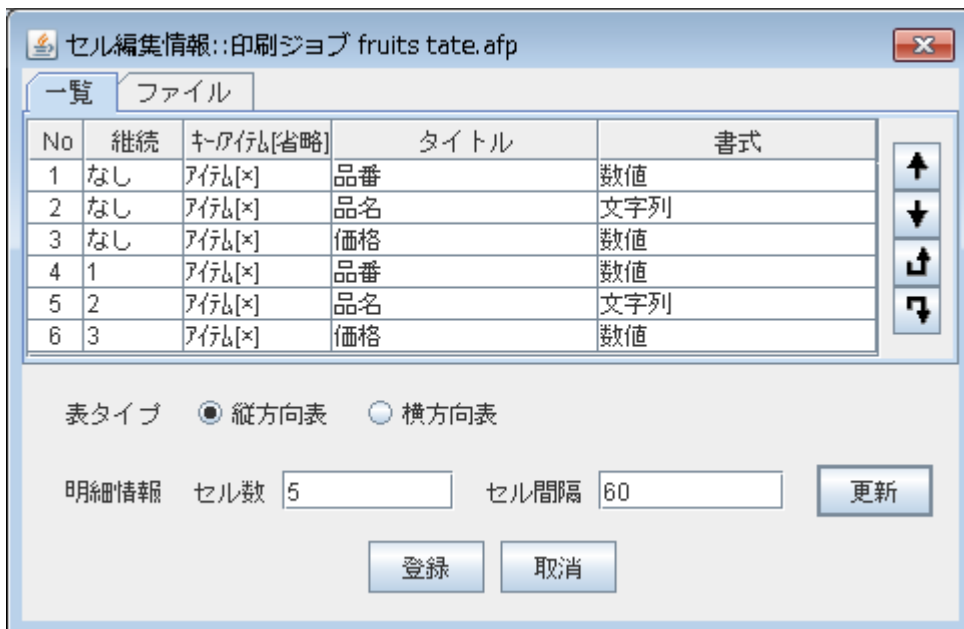 セル編集情報::印刷ジョブ fruits tate.afp
一覧 ファイル
No 継続 ｷｰ/ｱｲﾃﾑ[省略] タイトル 書式
1 なし ｱｲﾃﾑ[×] 品番 数値
2 なし ｱｲﾃﾑ[×] 品名 文字列
3 なし ｱｲﾃﾑ[×] 価格 数値
4 1 ｱｲﾃﾑ[×] 品番 数値
5 2 ｱｲﾃﾑ[×] 品名 文字列
6 3 ｱｲﾃﾑ[×] 価格 数値
表タイプ 縦方向表 横方向表
明細情報 セル数 5 セル間隔 60 更新
登録 取消